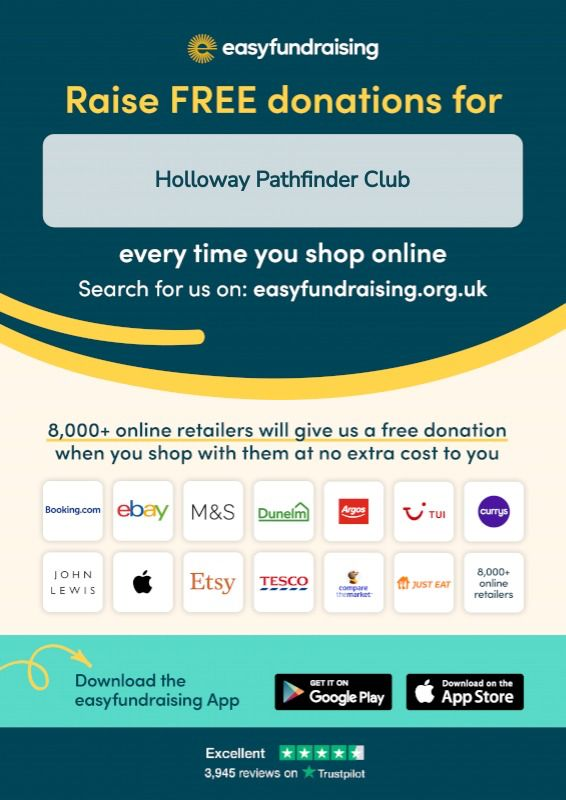 easyfundraising
Raise FREE donations for
Holloway Pathfinder Club
every time you shop online
Search for us on: easyfundraising.org.uk
8,000+ online retailers will give us a free donation
when you shop with them at no extra cost to you
Booking.com
ebay
M&S
Dunelm
Argos
TUI
currys
JOHN
LEWIS
Etsy
TESCO
compare
the market
JUST EAT
8,000+
online
retailers
Download the
easyfundraising App
GET IT ON
Google Play
Download on the
App Store
Excellent
3,945 reviews on Trustpilot